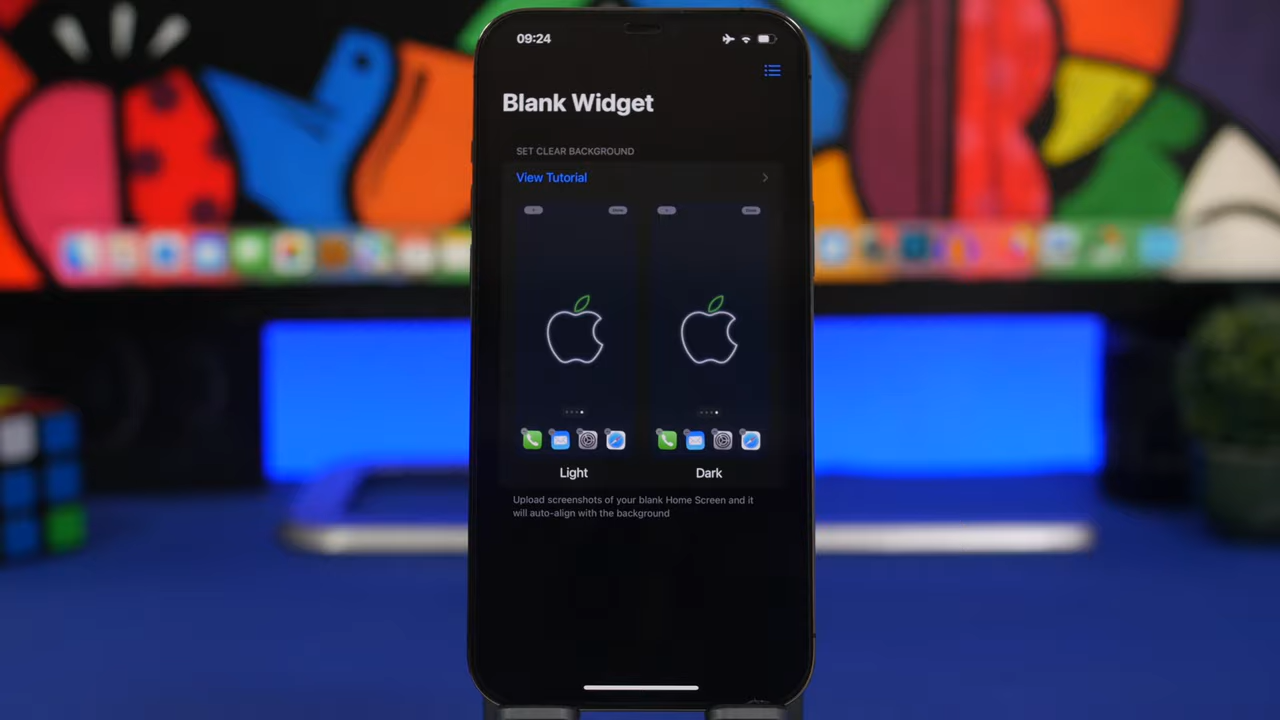 09:24
Blank Widget
SET CLEAR BACKGROUND
View Tutorial
Light
Dark
Upload screenshots of your blank Home Screen and it
will auto-align with the background